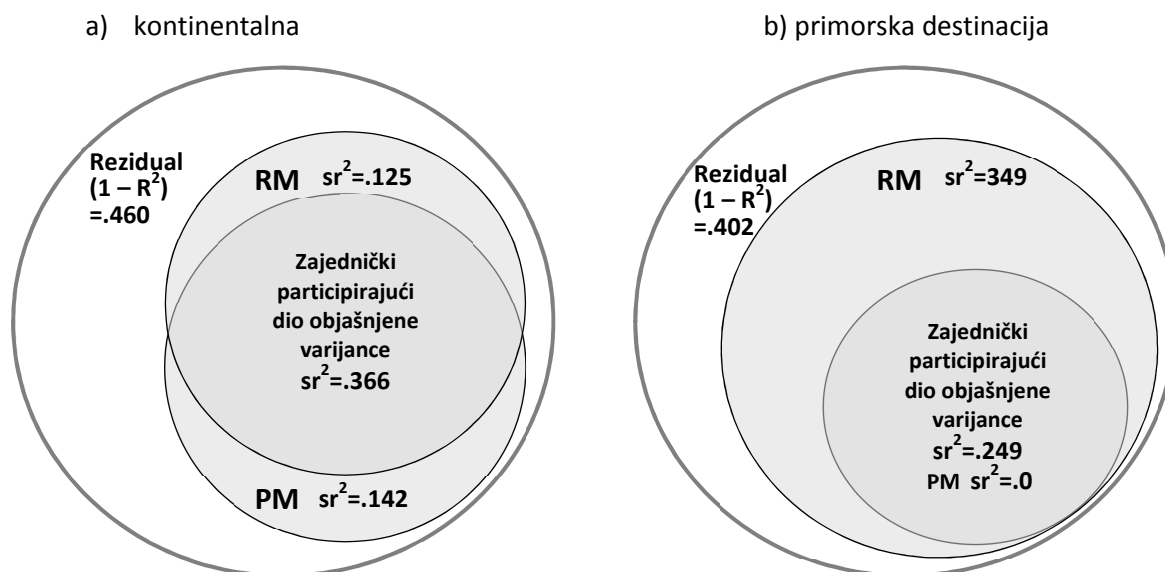 a) kontinentalna
Rezidual
(1 – R²)
=.460
RM sr²=.125
Zajednički
participirajući
dio objašnjene
varijance
sr²=.366
PM sr²=.142
b) primorska destinacija
Rezidual
(1 – R²)
=.402
RM sr²=349
Zajednički
participirajući
dio objašnjene
varijance
sr²=.249
PM sr²=.0